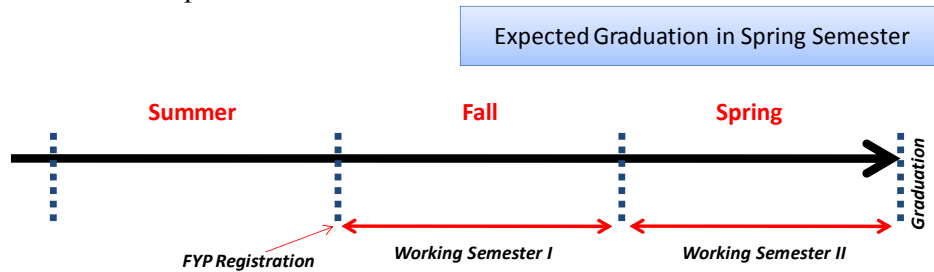 Expected Graduation in Spring Semester
Summer
Fall
Spring
Graduation
FYP Registration
Working Semester I
Working Semester II